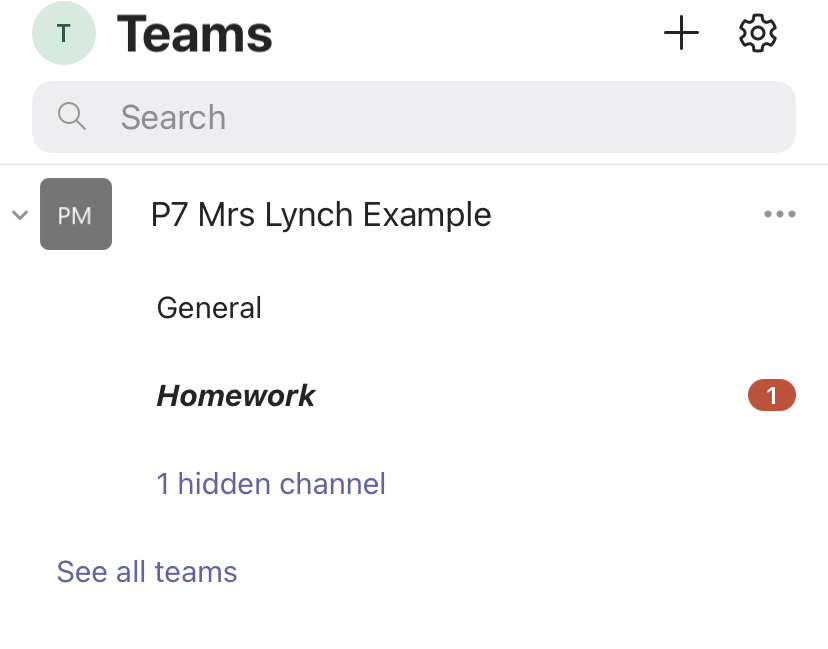 T Teams
Search
PM P7 Mrs Lynch Example
General
Homework 1
1 hidden channel
See all teams